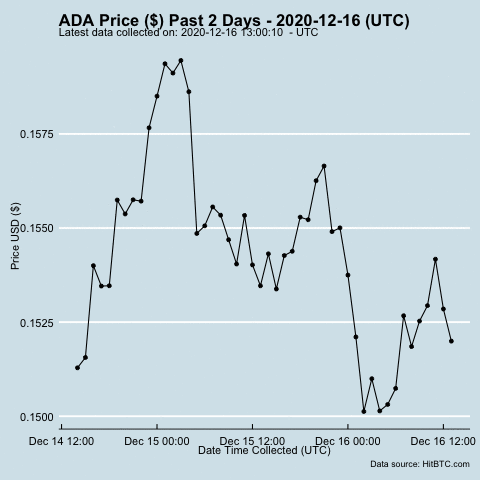 ADA Price ($) Past 2 Days - 2020-12-16 (UTC)
Latest data collected on: 2020-12-16 13:00:10 - UTC
Price USD ($)
0.1575
0.1550
0.1525
0.1500
Dec 14 12:00 Dec 15 00:00 Dec 15 12:00 Dec 16 00:00 Dec 16 12:00
Date Time Collected (UTC)
Data source: HitBTC.com